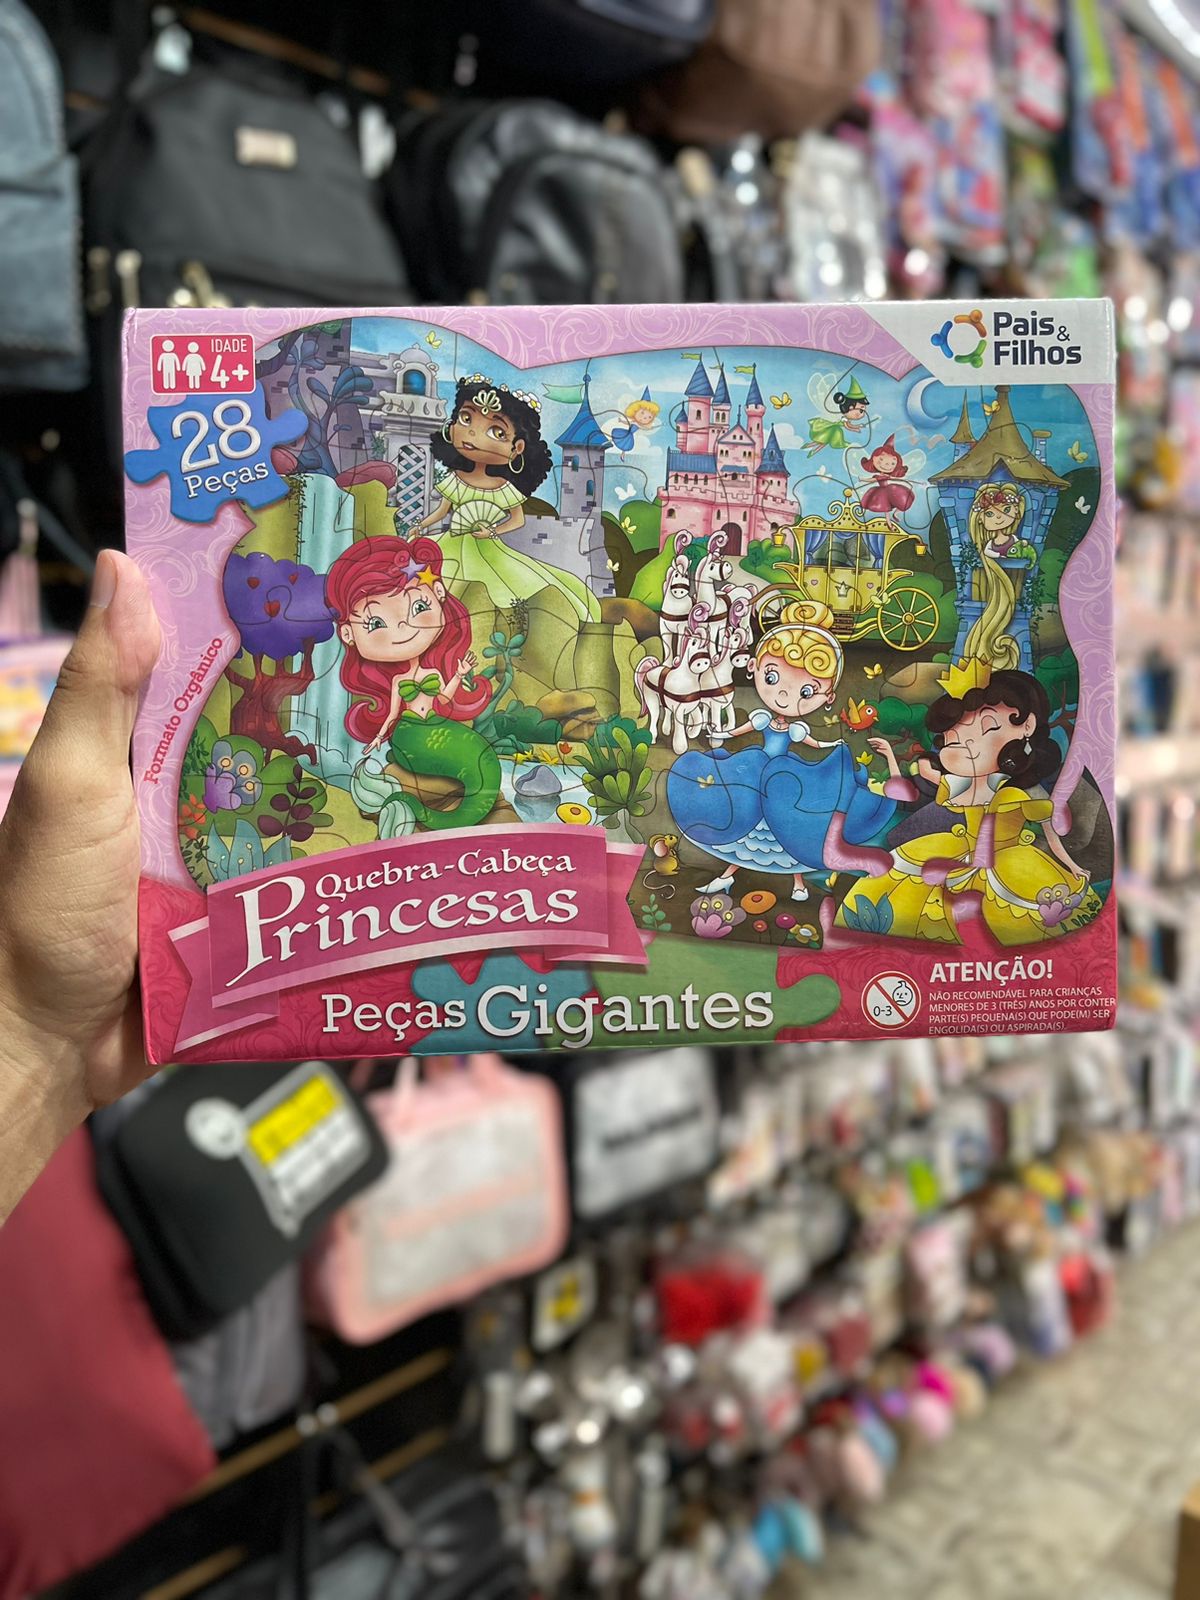 IDADE
4+
28
Peças
Pais&
Filhos
Formato Orgânico
Quebra-Cabeça
Princesas
Peças Gigantes
0-3
ATENÇÃO!
NÃO RECOMENDÁVEL PARA CRIANÇAS
MENORES DE 3 (TRÊS) ANOS POR CONTER
PARTE(S) PEQUENA(S) QUE PODE(M) SER
ENGOLIDA(S) OU ASPIRADA(S).